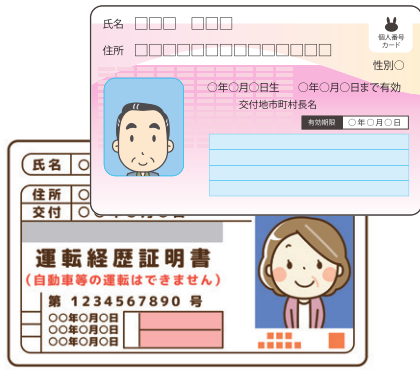 氏名 □□□ □□□
個人番号
カード
住所 □□□□□□□□□□□□□
性別○
○年○月○日生 ○年○月○日まで有効
交付地市町村長名
有効期限 ○年○月○日
氏名 ○
住所 ○
交付 ○○年○月○日
運転経歴証明書
(自動車等の運転はできません)
第 1234567890 号
○○年○月○日
○○年○月○日
○○年○月○日